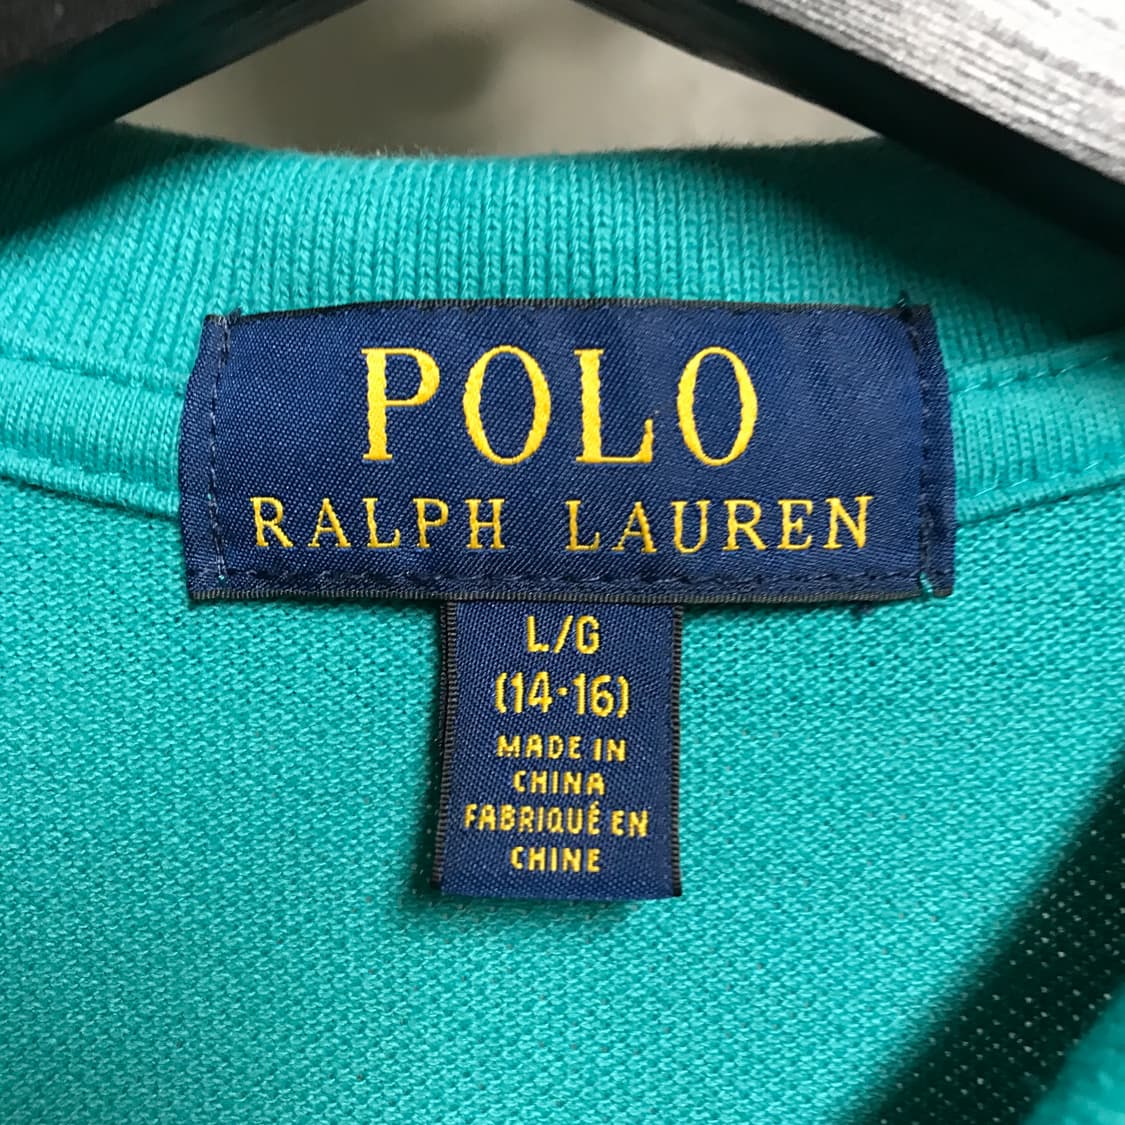 POLO
RALPH LAUREN
L/G
(14-16)
MADE IN
CHINA
FABRIQUÉ EN
CHINE